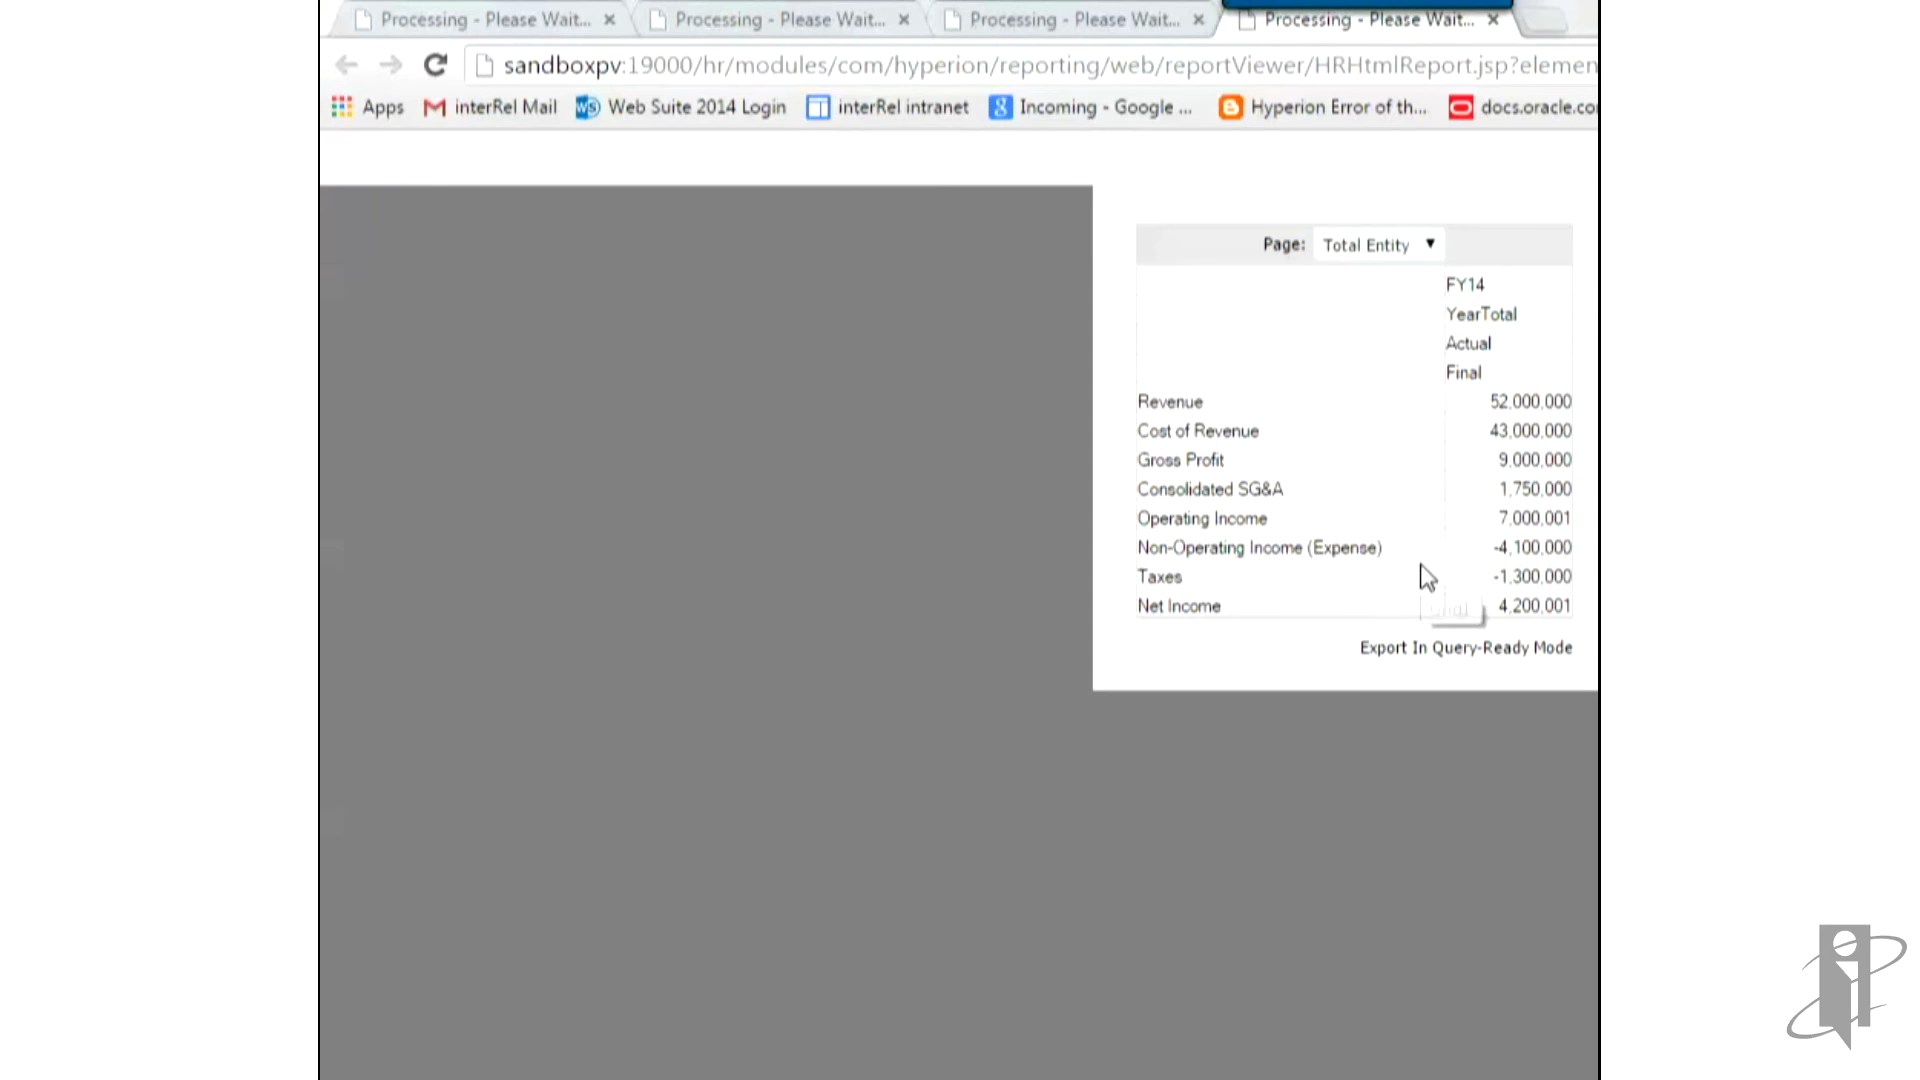 Processing - Please Wait... Processing - Please Wait... Processing - Please Wait... Processing - Please Wait...
sandboxpv:19000/hr/modules/com/hyperion/reporting/web/reportViewer/HRHtmlReport.jsp?elemen
Apps interRel Mail Web Suite 2014 Login interRel intranet Incoming - Google ... Hyperion Error of th... docs.oracle.co
Page: Total Entity
FY14
YearTotal
Actual
Final
Revenue 52,000,000
Cost of Revenue 43,000,000
Gross Profit 9,000,000
Consolidated SG&A 1,750,000
Operating Income 7,000,001
Non-Operating Income (Expense) -4,100,000
Taxes -1,300,000
Net Income 4,200,001
Export In Query-Ready Mode